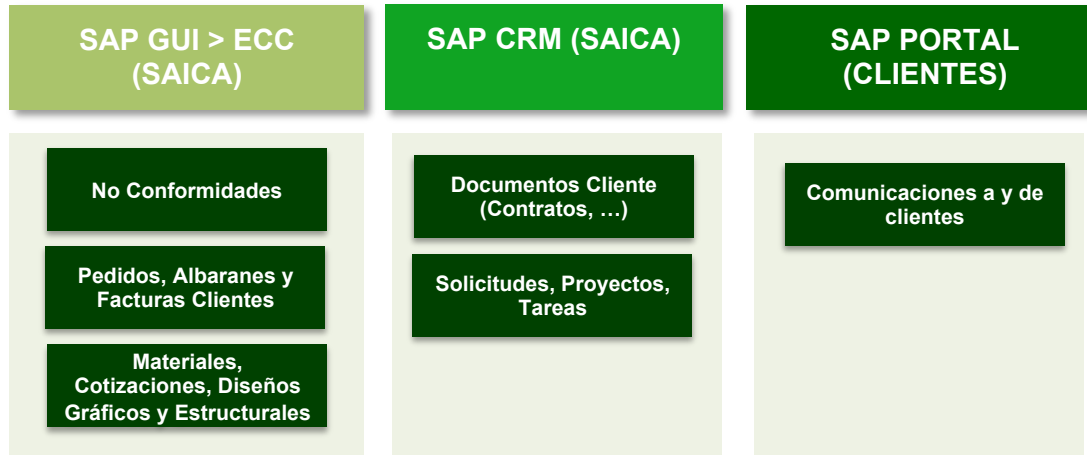 SAP GUI > ECC
(SAICA)
SAP CRM (SAICA)
SAP PORTAL
(CLIENTES)
No Conformidades
Pedidos, Albaranes y
Facturas Clientes
Materiales,
Cotizaciones, Diseños
Gráficos y Estructurales
Documentos Cliente
(Contratos, …)
Solicitudes, Proyectos,
Tareas
Comunicaciones a y de
clientes